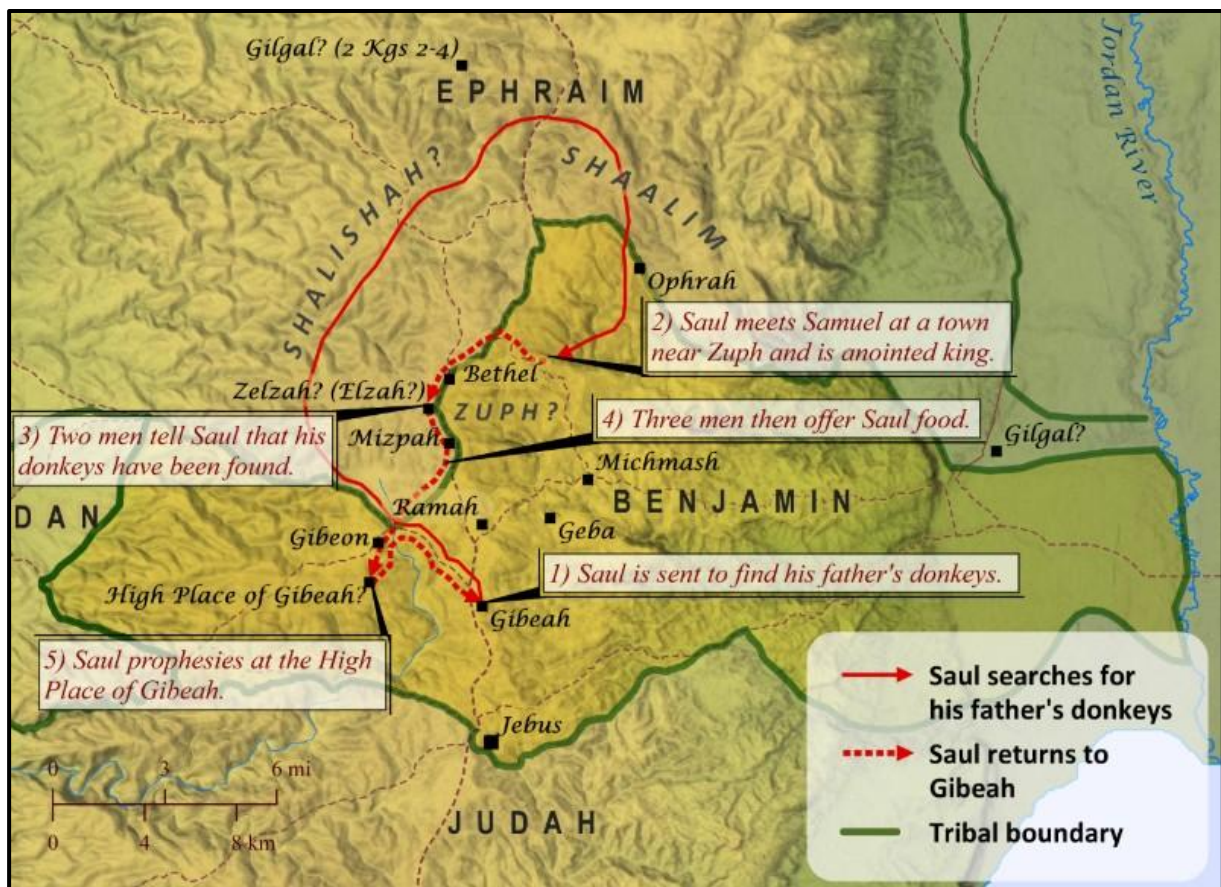 Gilgal? (2 Kgs 2-4)
EPHRAIM
Jordan River
SHALISHAH?
SHAALIM
Ophrah
2) Saul meets Samuel at a town
near Zuph and is anointed king.
Bethel
Zelzah? (Elzah?)
ZUPH?
3) Two men tell Saul that his
donkeys have been found.
Mizpah
4) Three men then offer Saul food.
Gilgal?
Michmash
BENJAMIN
DAN
Ramah
Geba
Gibeon
1) Saul is sent to find his father's donkeys.
High Place of Gibeah?
Gibeah
5) Saul prophesies at the High
Place of Gibeah.
Jebus
JUDAH
0 3 6 mi
0 4 8 km
Saul searches for
his father's donkeys
Saul returns to
Gibeah
Tribal boundary